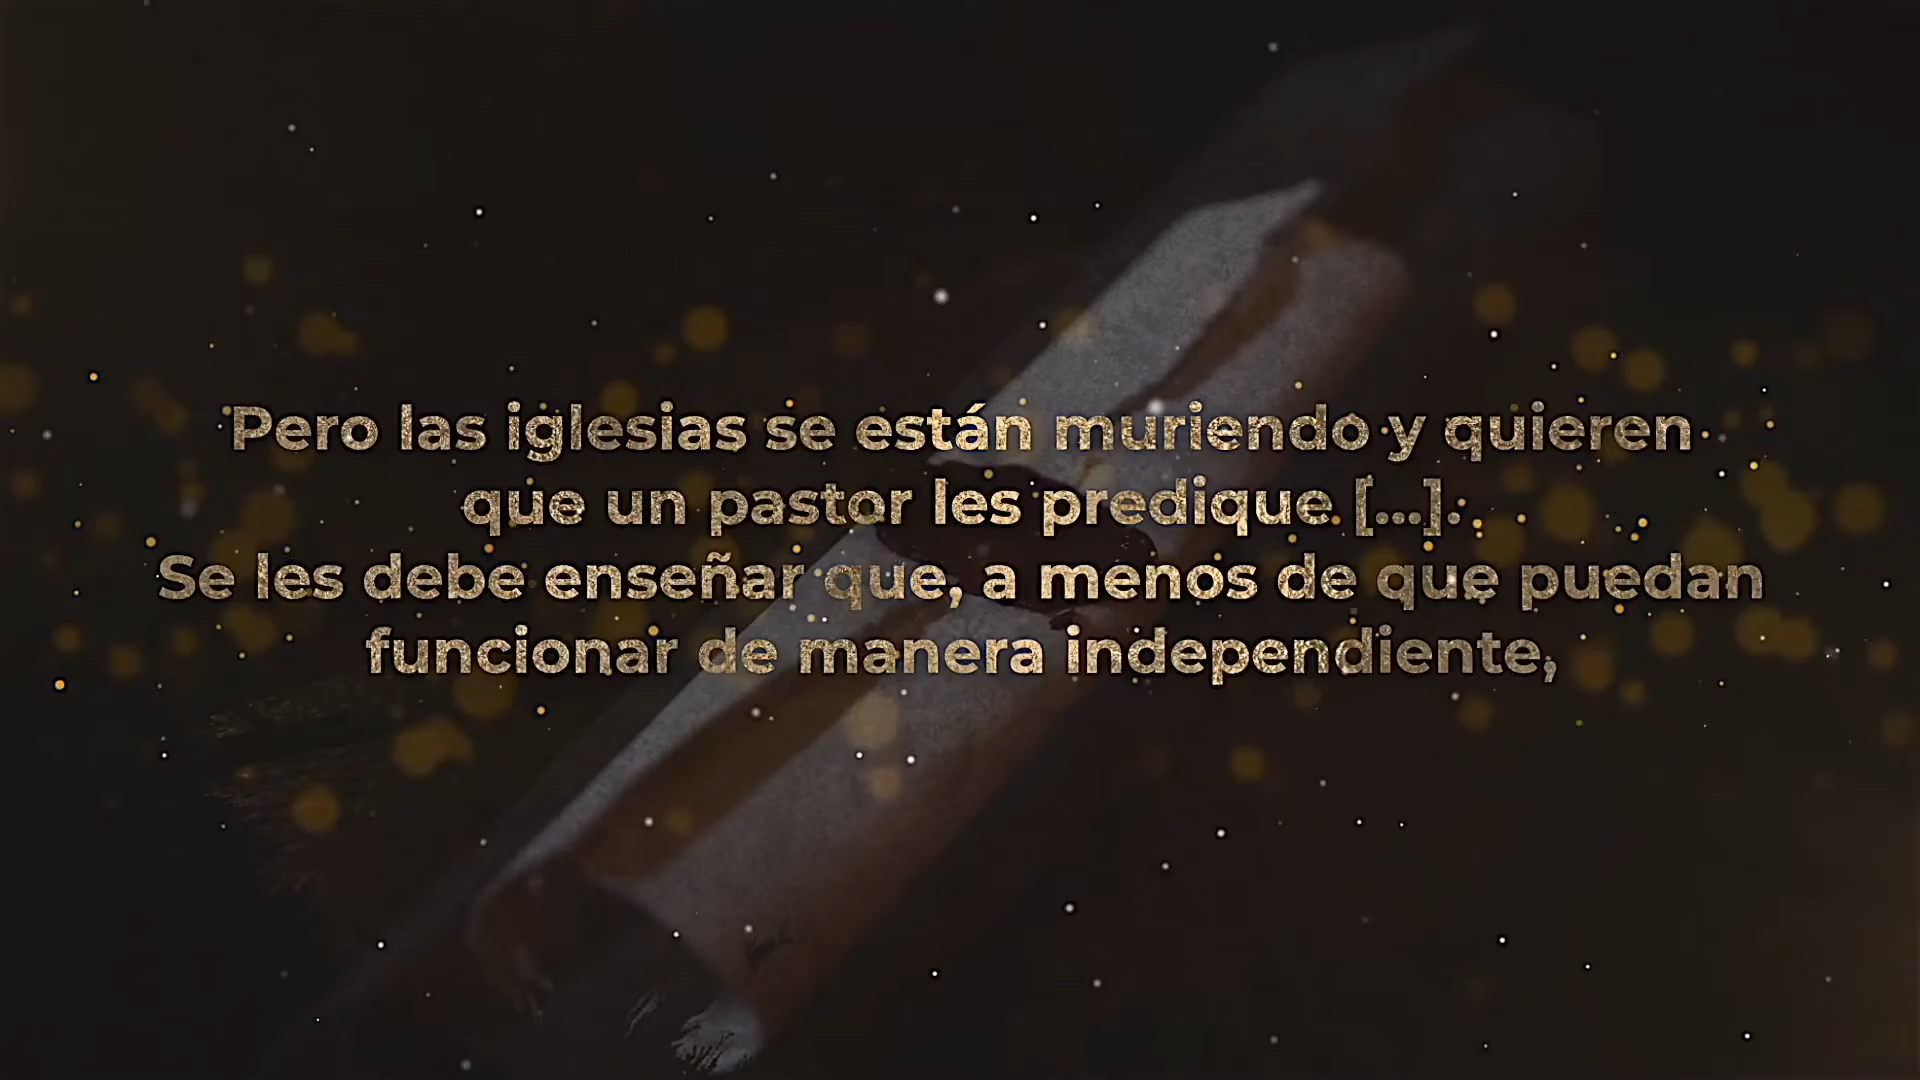 Pero las iglesias se están muriendo y quieren
que un pastor les predique [...].
Se les debe enseñar que, a menos de que puedan
funcionar de manera independiente,